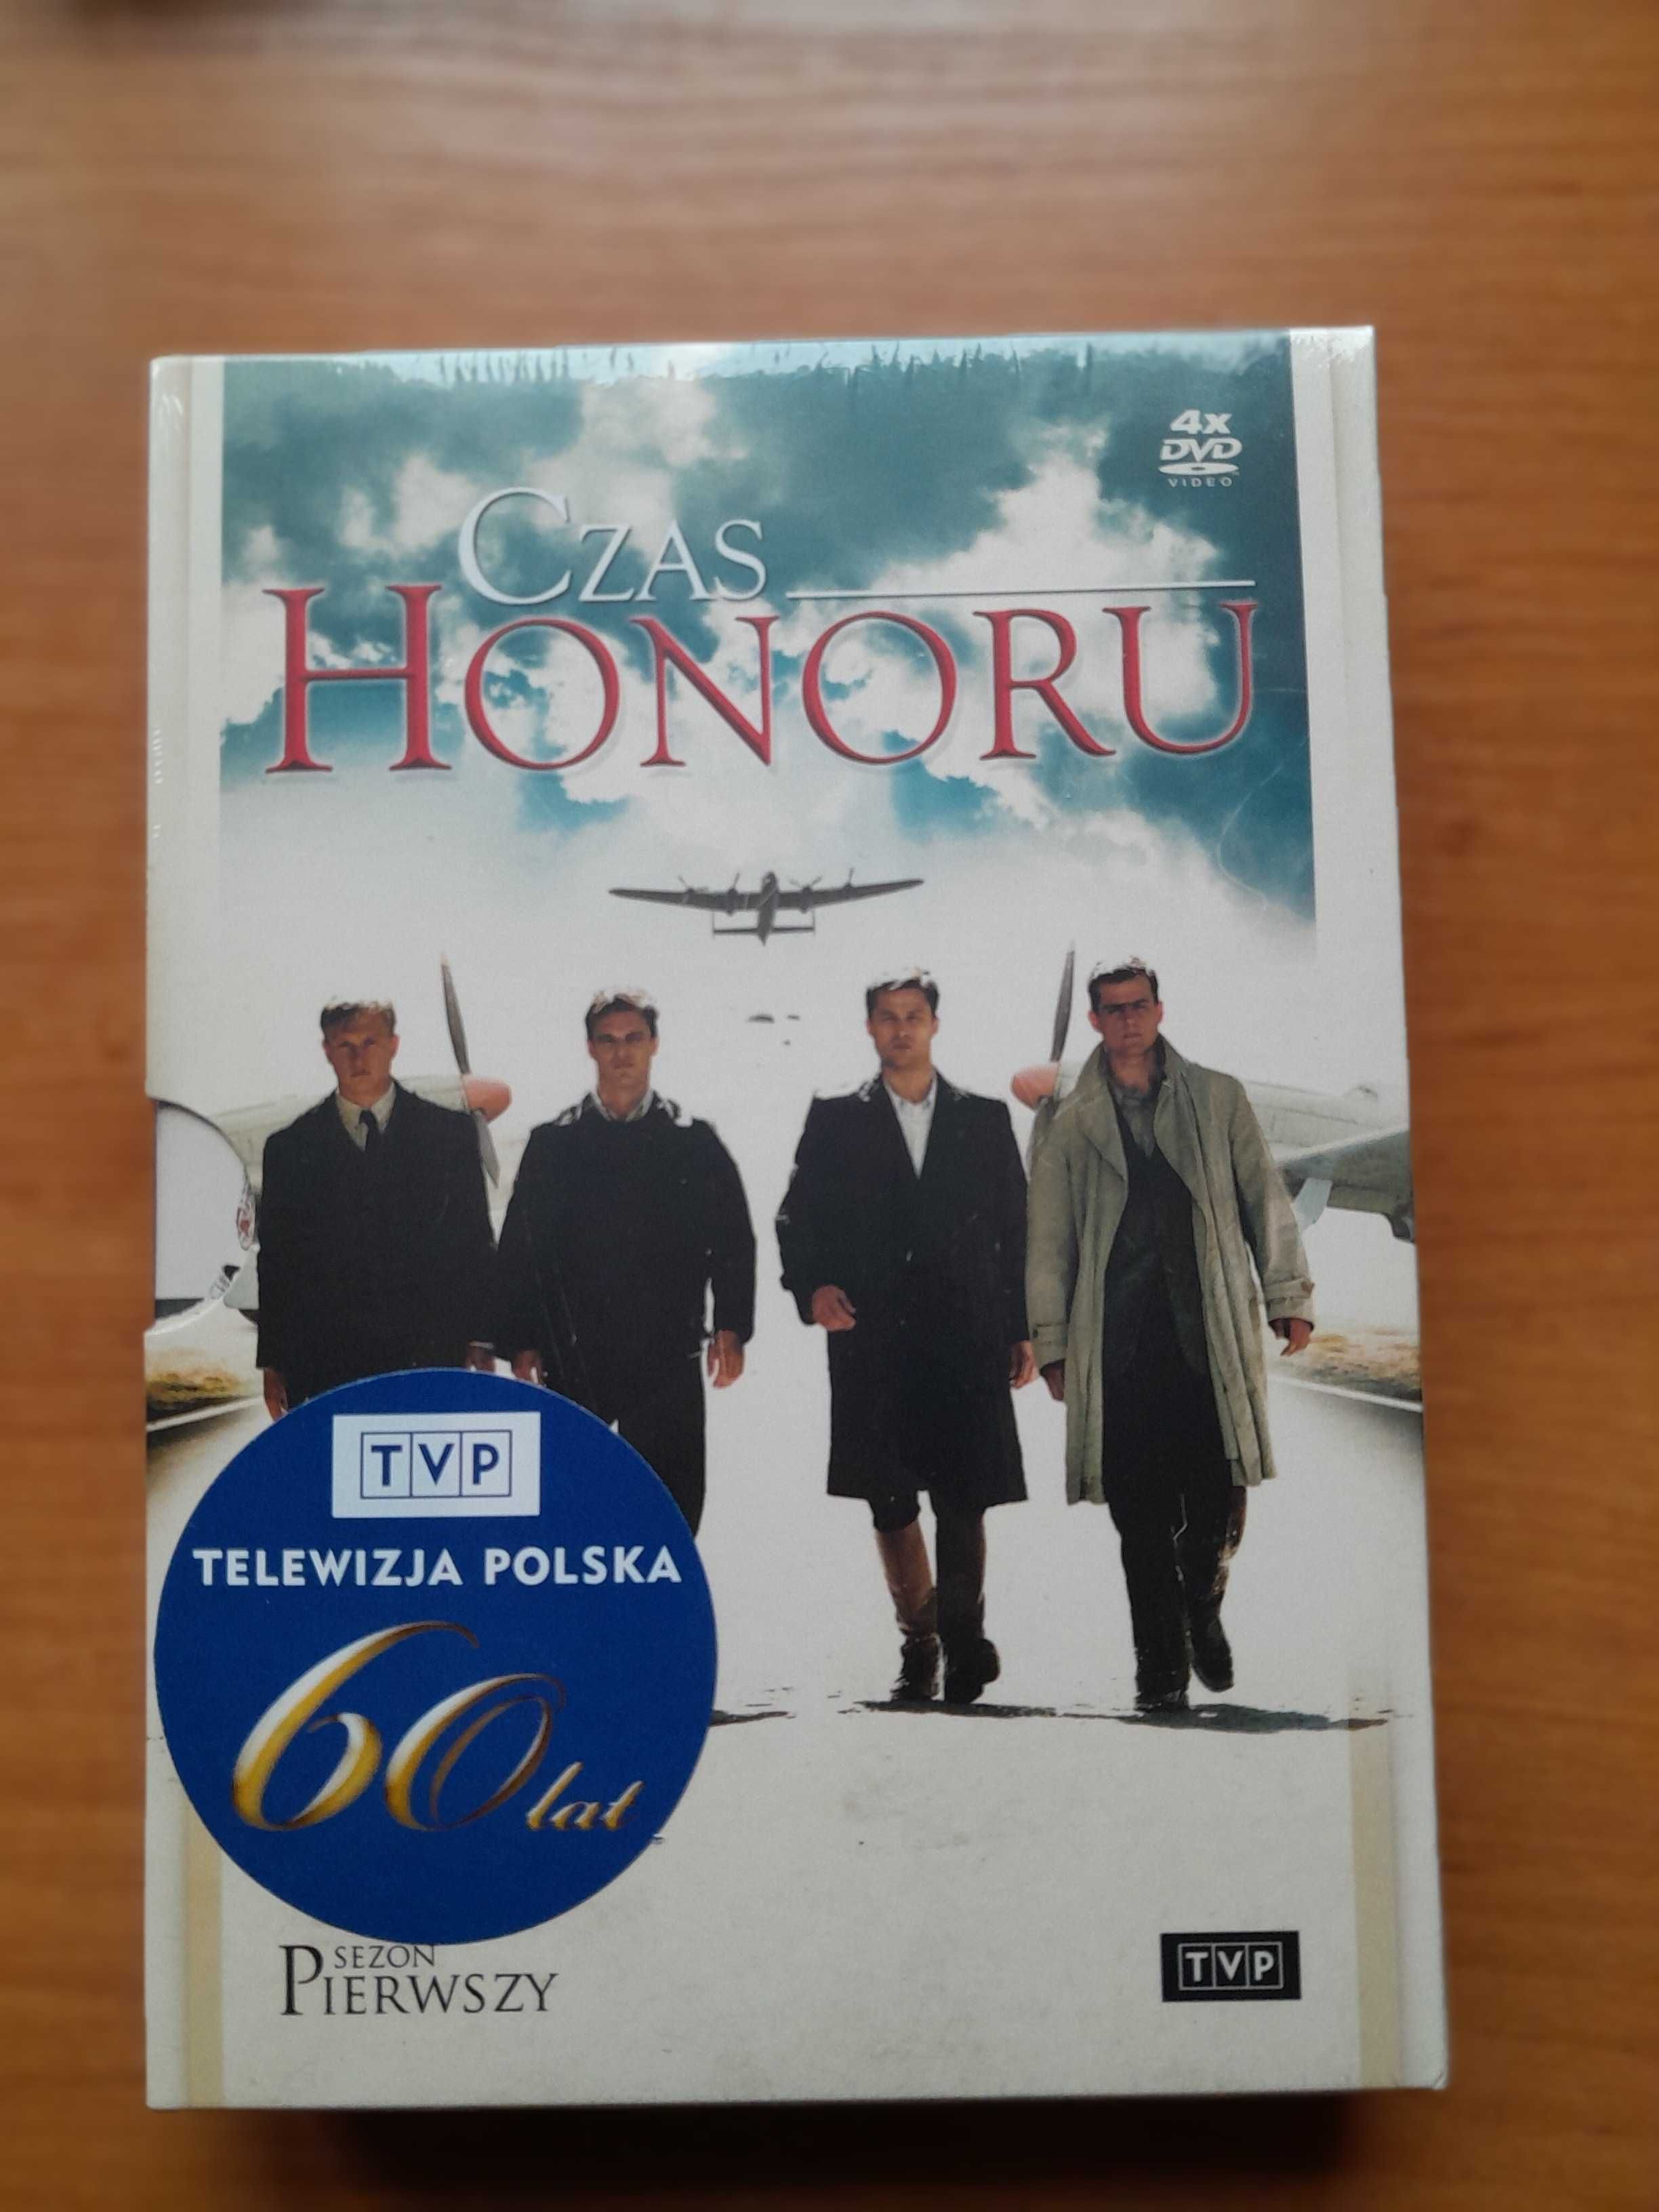 4x
DVD
VIDEO
CZAS
HONORU
TVP
TELEWIZJA POLSKA
60 lat
SEZON
PIERWSZY
TVP